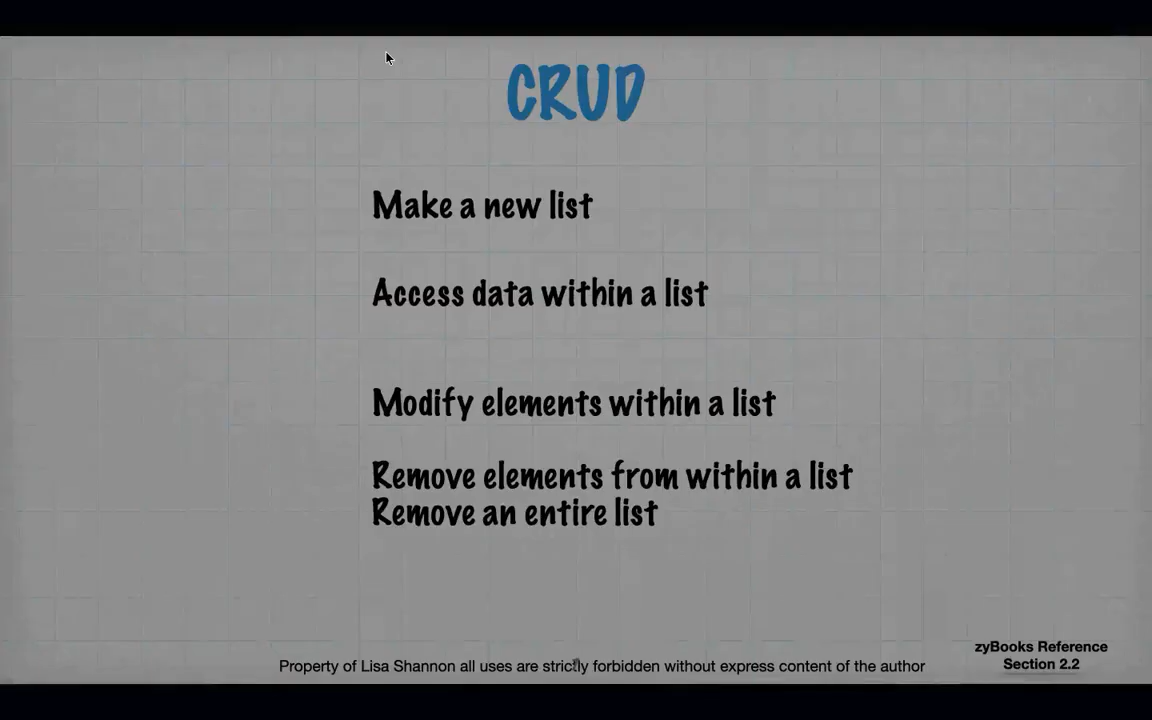 CRUD
Make a new list
Access data within a list
Modify elements within a list
Remove elements from within a list
Remove an entire list
zyBooks Reference
Section 2.2
Property of Lisa Shannon all uses are strictly forbidden without express content of the author